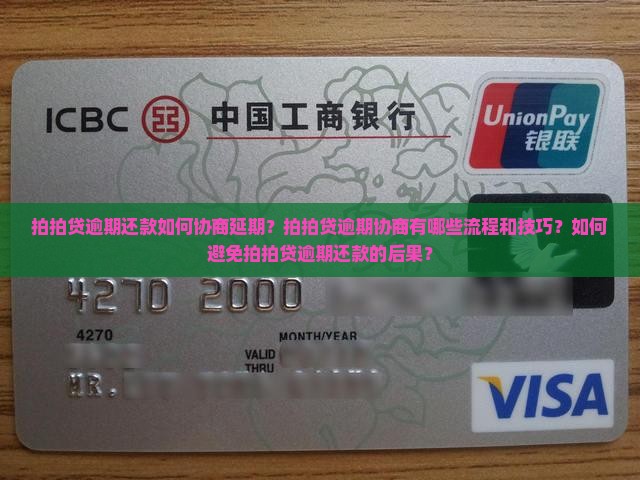 ICBC 中国工商银行
UnionPay
银联
拍拍贷逾期还款如何协商延期？拍拍贷逾期协商有哪些流程和技巧？如何
避免拍拍贷逾期还款的后果？
4270 2000
4270
MONTH/YEAR
VALID
THRU
MR.
VISA